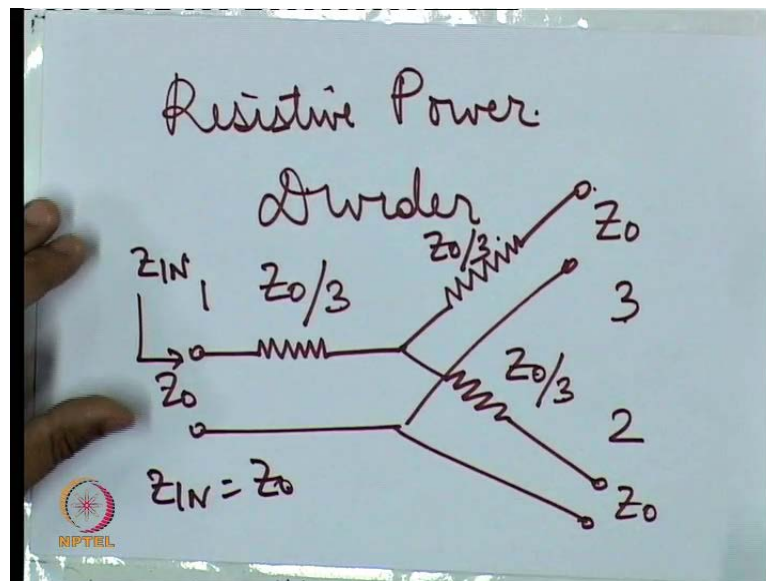 Resistive Power
Divider
ZIN
1
Z0/3
Z0/3
Z0
3
Z0
Z0/3
2
ZIN = Z0
Z0
NPTEL